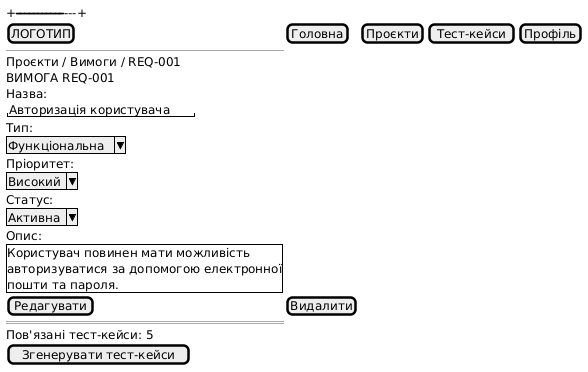 +--------------------+
ЛОГОТИП Головна Проєкти Тест-кейси Профіль
Проєкти / Вимоги / REQ-001
ВИМОГА REQ-001
Назва:
Авторизація користувача
Тип:
Функціональна ▼
Пріоритет:
Високий ▼
Статус:
Активна ▼
Опис:
Користувач повинен мати можливість
авторизуватися за допомогою електронної
пошти та пароля.
Редагувати Видалити
Пов'язані тест-кейси: 5
Згенерувати тест-кейси